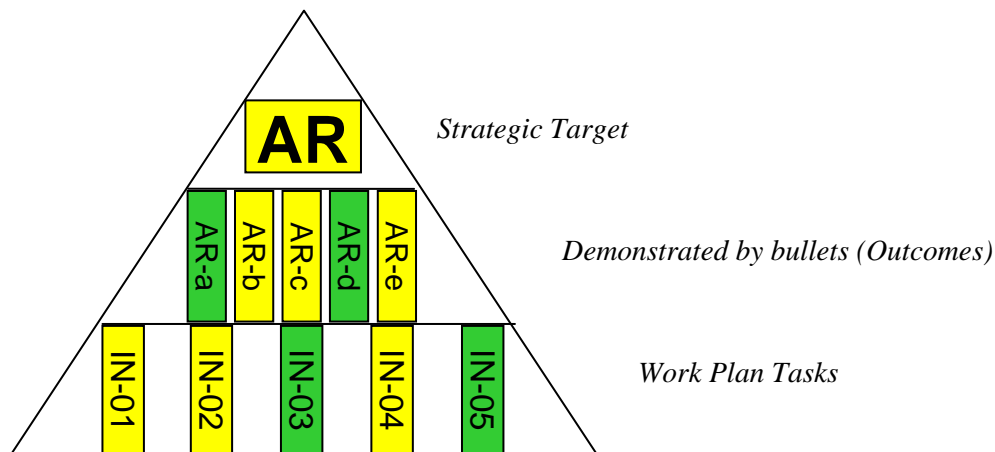 AR
Strategic Target
AR-a
AR-b
AR-c
AR-d
AR-e
Demonstrated by bullets (Outcomes)
IN-01
IN-02
IN-03
IN-04
IN-05
Work Plan Tasks